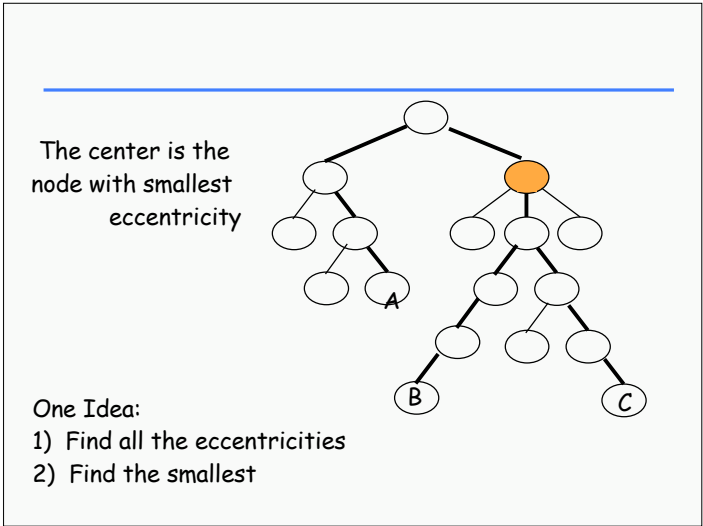 The center is the
node with smallest
eccentricity
A
B
C
One Idea:
1) Find all the eccentricities
2) Find the smallest